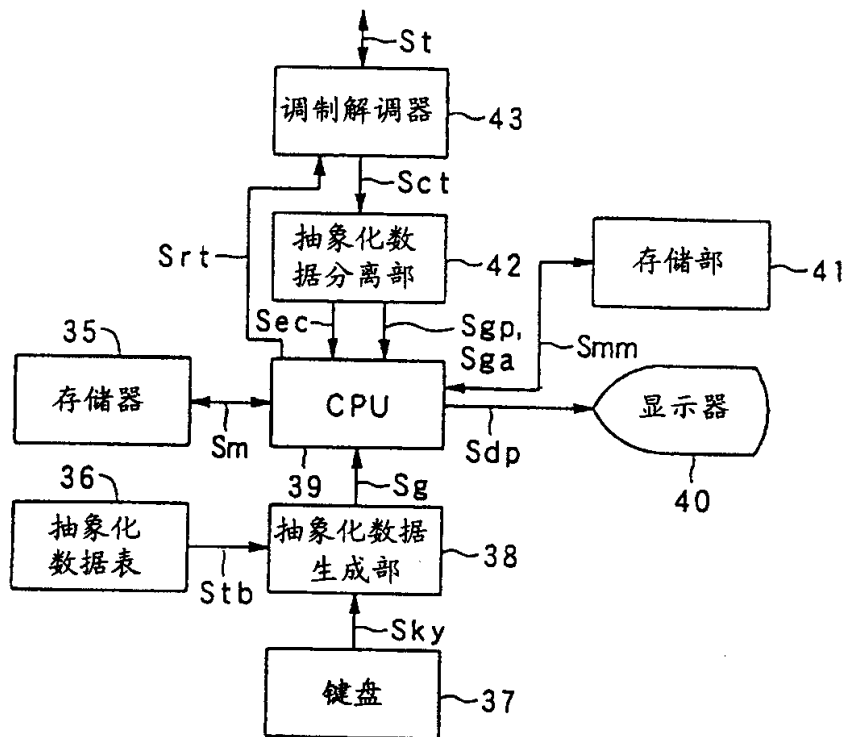 St
调制解调器
43
Sct
抽象化数
据分离部
42
Srt
存储部
41
Sec
Sgp,
Sga
Smm
35
存储器
Sm
CPU
39
Sdp
显示器
40
Sg
36
抽象化
数据表
Stb
抽象化数据
生成部
38
Sky
键盘
37